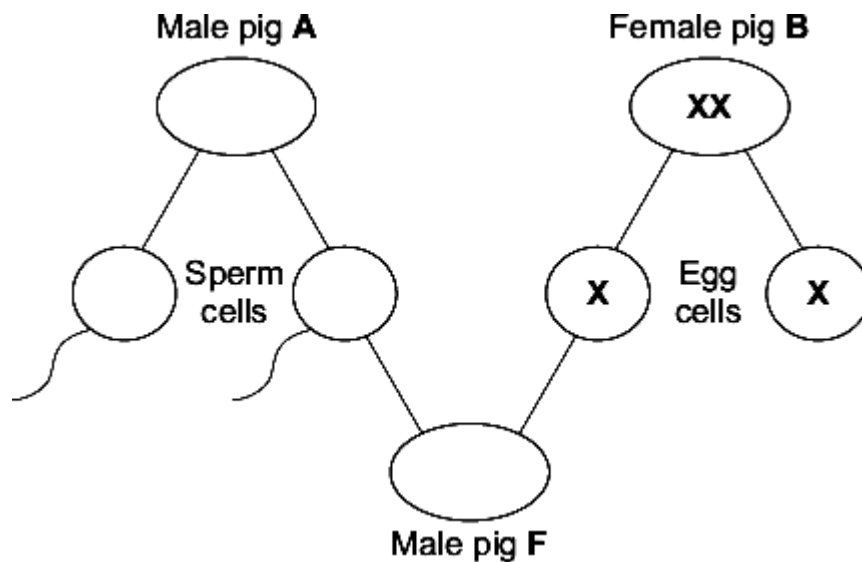 Male pig A
Female pig B
XX
Sperm
cells
X
Egg
cells
X
Male pig F